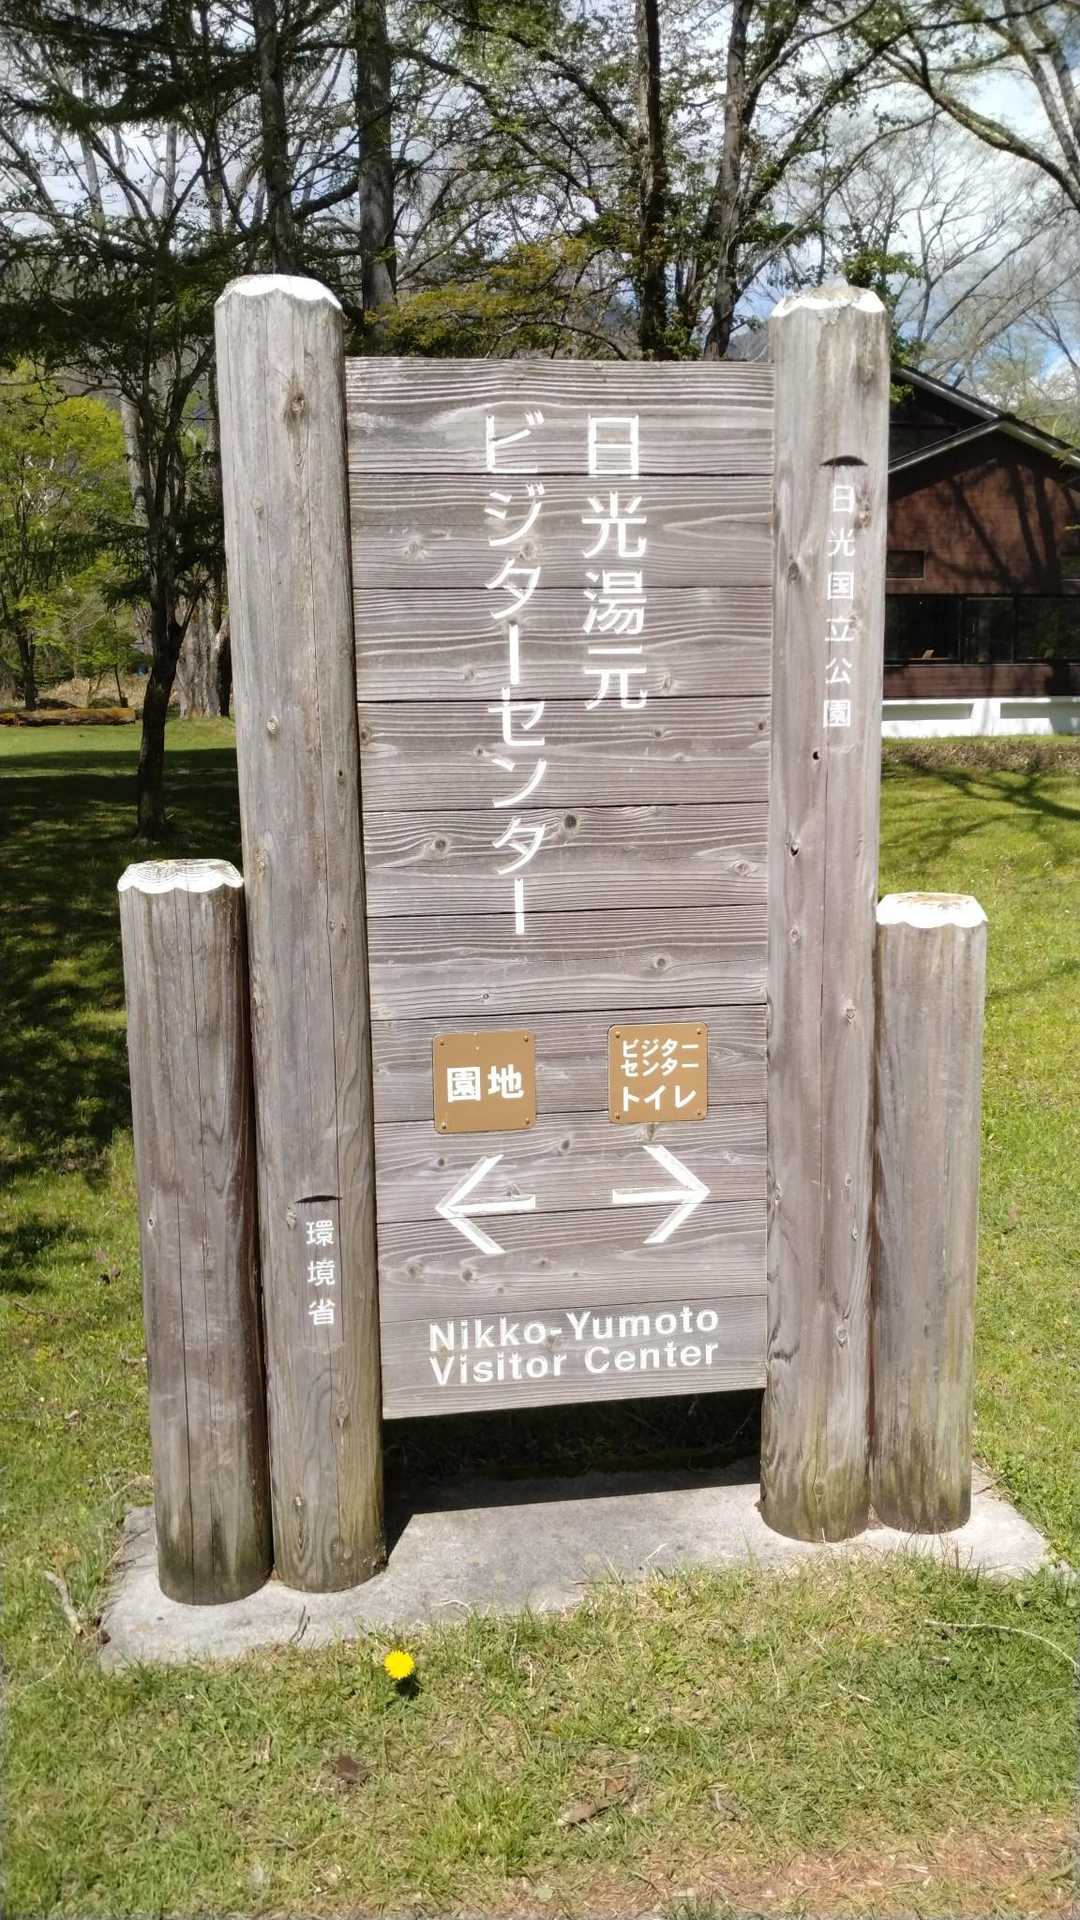 日光湯元
ビジターセンター
日光国立公園
園地
ビジター
センター
トイレ
環境省
Nikko-Yumoto
Visitor Center